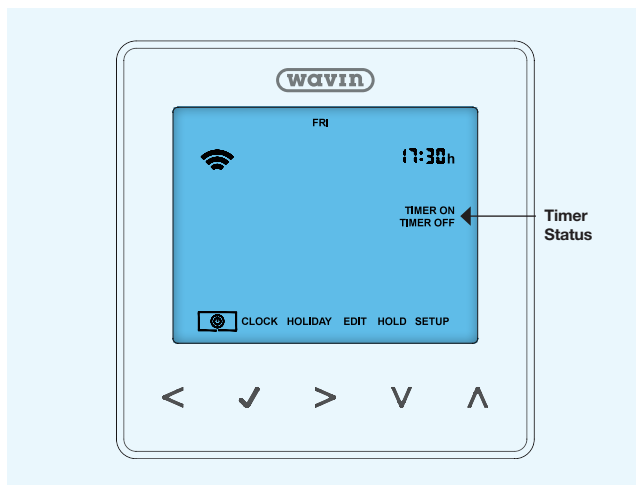 wavin
FRI
17:30h
TIMER ON
TIMER OFF
Timer
Status
CLOCK HOLIDAY EDIT HOLD SETUP